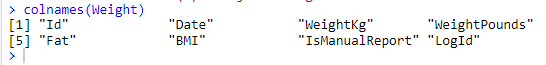 > colnames(Weight)
[1] "Id"             "Date"           "WeightKg"       "WeightPounds"
[5] "Fat"            "BMI"            "IsManualReport" "LogId"
>